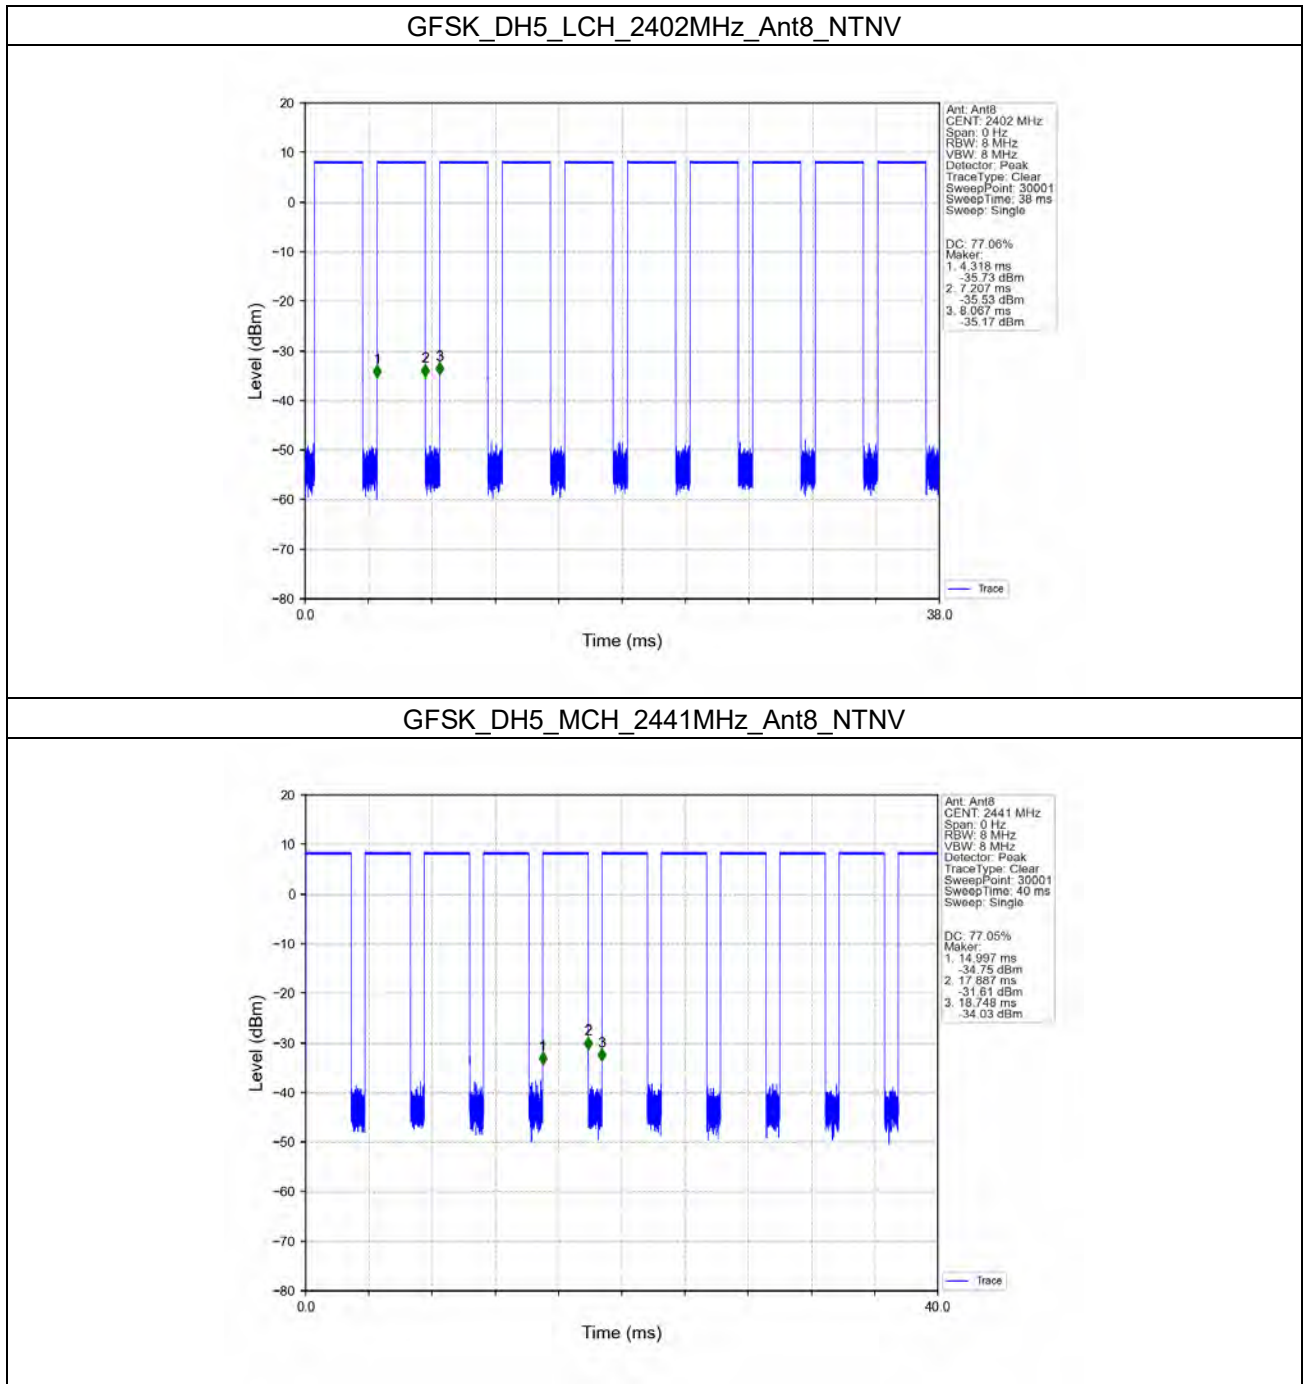 GFSK_DH5_LCH_2402MHz_Ant8_NTNV
20
10
0
−10
−20
−30
−40
−50
−60
−70
−80
Level (dBm)
1
2
3
0.0
38.0
Time (ms)
Ant: Ant8
CENT: 2402 MHz
Span: 0 Hz
RBW: 8 MHz
VBW: 8 MHz
Detector: Peak
TraceType: Clear
SweepPoint: 30001
SweepTime: 38 ms
Sweep: Single
DC: 77.06%
Maker:
1. 4.318 ms
-35.73 dBm
2. 7.207 ms
-35.53 dBm
3. 8.067 ms
-35.17 dBm
Trace
GFSK_DH5_MCH_2441MHz_Ant8_NTNV
20
10
0
−10
−20
−30
−40
−50
−60
−70
−80
Level (dBm)
1
2
3
0.0
40.0
Time (ms)
Ant: Ant8
CENT: 2441 MHz
Span: 0 Hz
RBW: 8 MHz
VBW: 8 MHz
Detector: Peak
TraceType: Clear
SweepPoint: 30001
SweepTime: 40 ms
Sweep: Single
DC: 77.05%
Maker:
1. 14.997 ms
-34.75 dBm
2. 17.887 ms
-31.61 dBm
3. 18.748 ms
-34.03 dBm
Trace